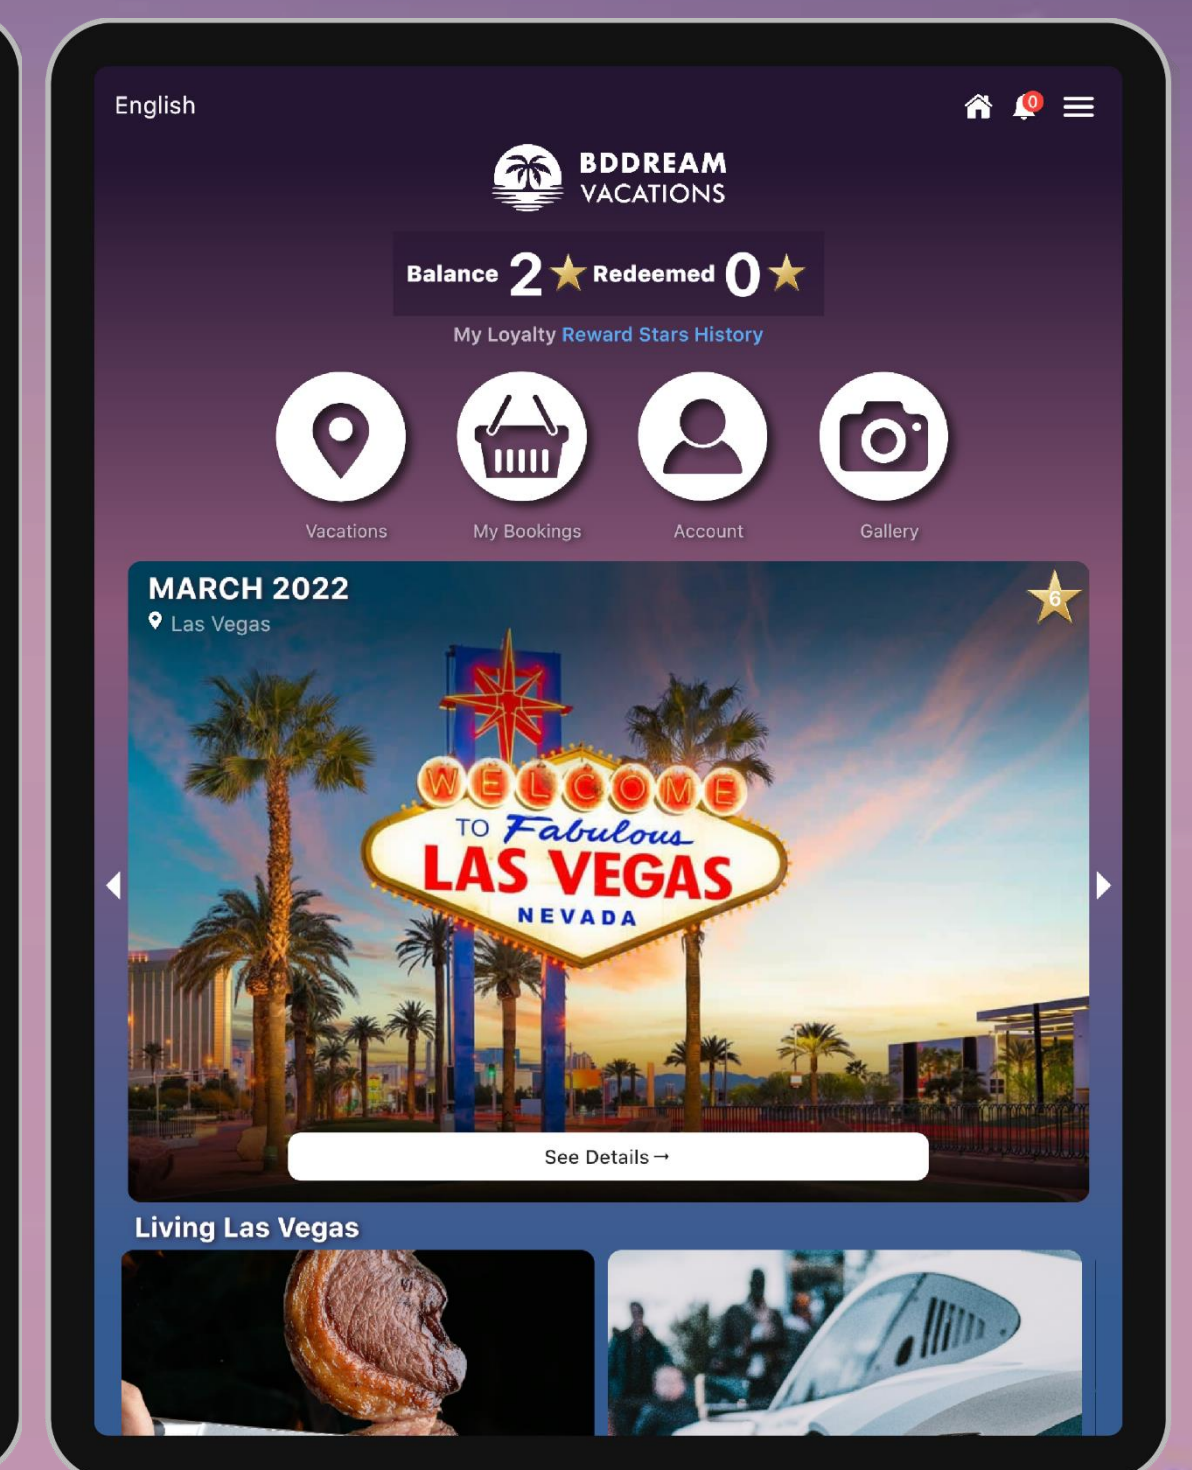 English
0
BDDREAM
VACATIONS
Balance 2 Redeemed 0
My Loyalty Reward Stars History
Vacations My Bookings Account Gallery
MARCH 2022
6
Las Vegas
WELCOME
TO Fabulous
LAS VEGAS
NEVADA
See Details→
Living Las Vegas